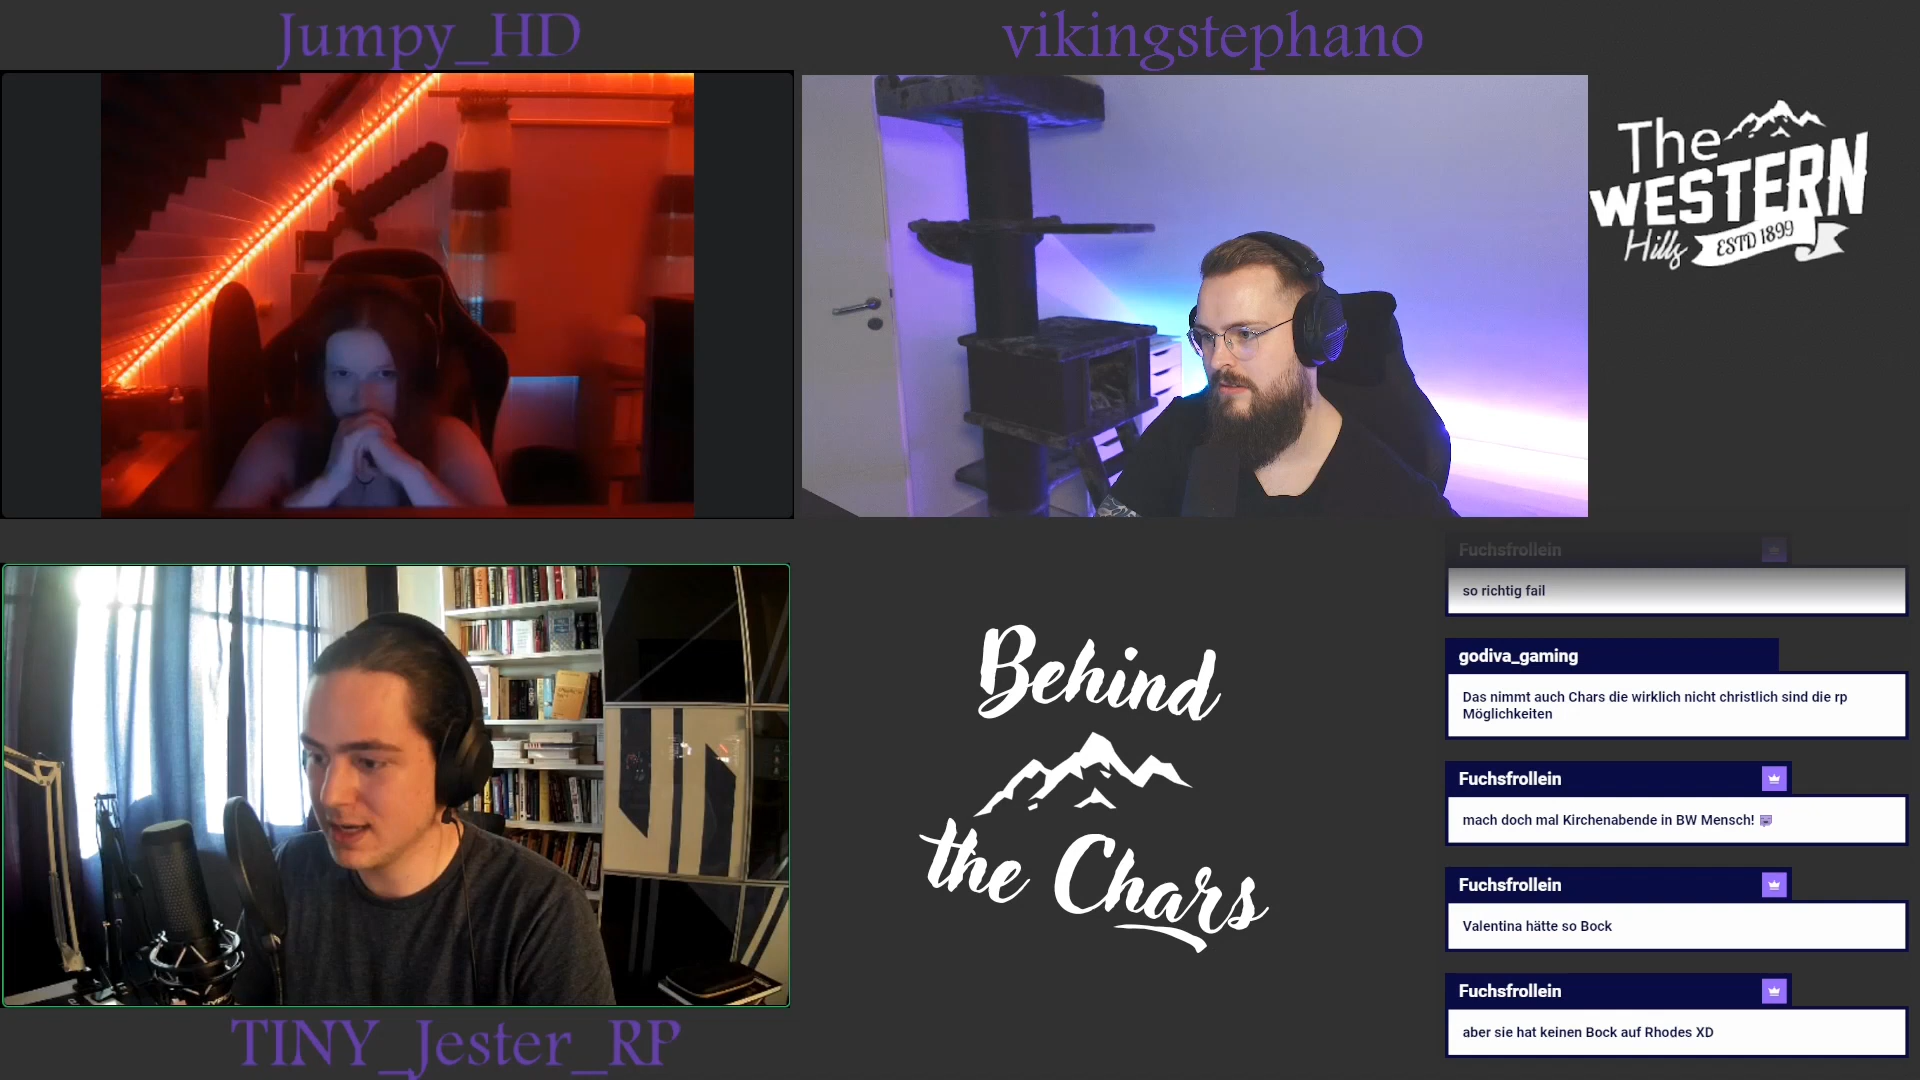 Jumpy_HD
vikingstephano
The
WESTERN
Hills
ESTD 1899
Fuchsfrollein
so richtig fail
godiva_gaming
Das nimmt auch Chars die wirklich nicht christlich sind die rp
Möglichkeiten
Fuchsfrollein
mach doch mal Kirchenabende in BW Mensch!
Fuchsfrollein
Valentina hätte so Bock
Fuchsfrollein
aber sie hat keinen Bock auf Rhodes XD
Behind
the Chars
TINY_Jester_RP